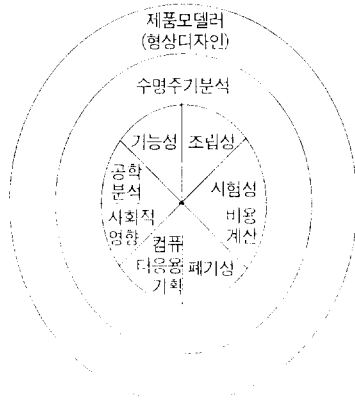 제품모델러
(형상디자인)
수명주기분석
기능성
조립성
공학
분석
시험성
사회적
영향
비용
계산
컴퓨
터응용
기획
폐기성